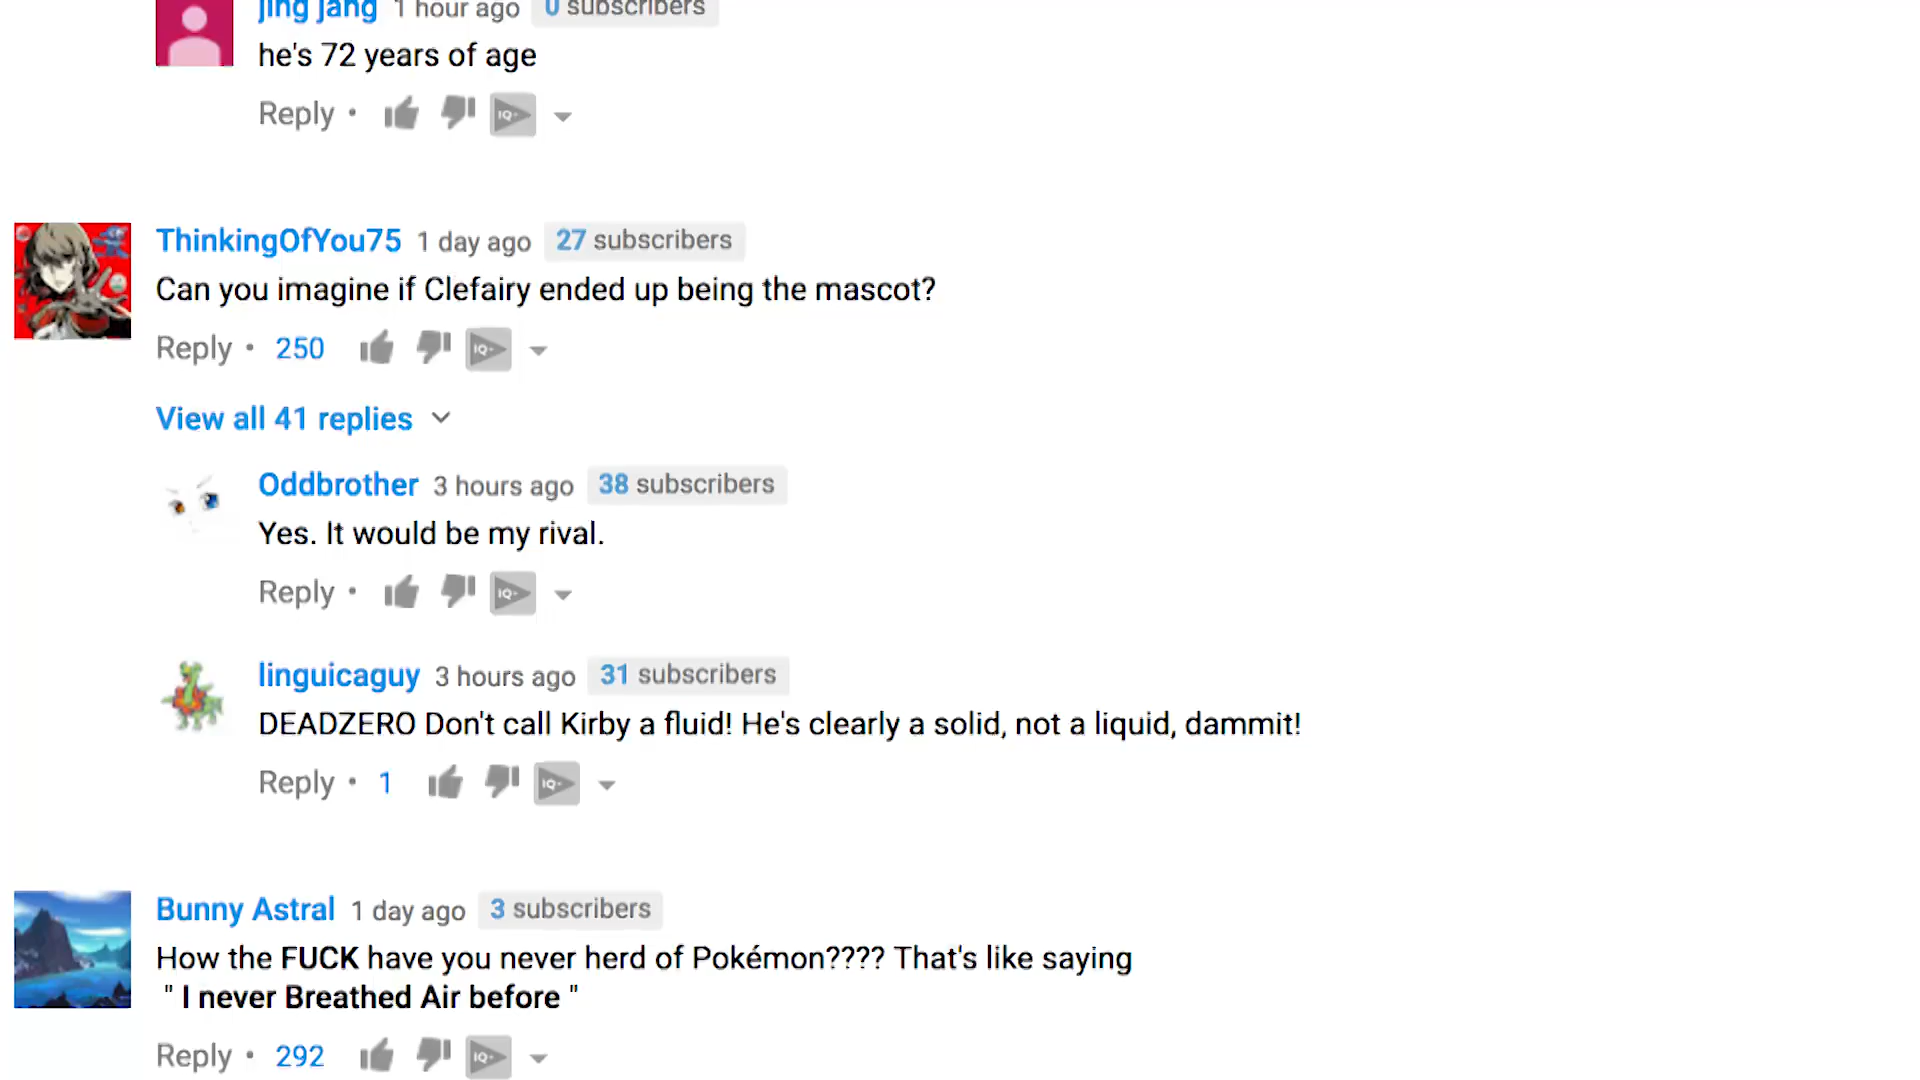 jing jang 1 hour ago 0 subscribers
he's 72 years of age
Reply •
ThinkingOfYou75 1 day ago 27 subscribers
Can you imagine if Clefairy ended up being the mascot?
Reply • 250
View all 41 replies
Oddbrother 3 hours ago 38 subscribers
Yes. It would be my rival.
Reply •
linguicaguy 3 hours ago 31 subscribers
DEADZERO Don't call Kirby a fluid! He's clearly a solid, not a liquid, dammit!
Reply • 1
Bunny Astral 1 day ago 3 subscribers
How the FUCK have you never herd of Pokémon???? That's like saying
" I never Breathed Air before "
Reply • 292